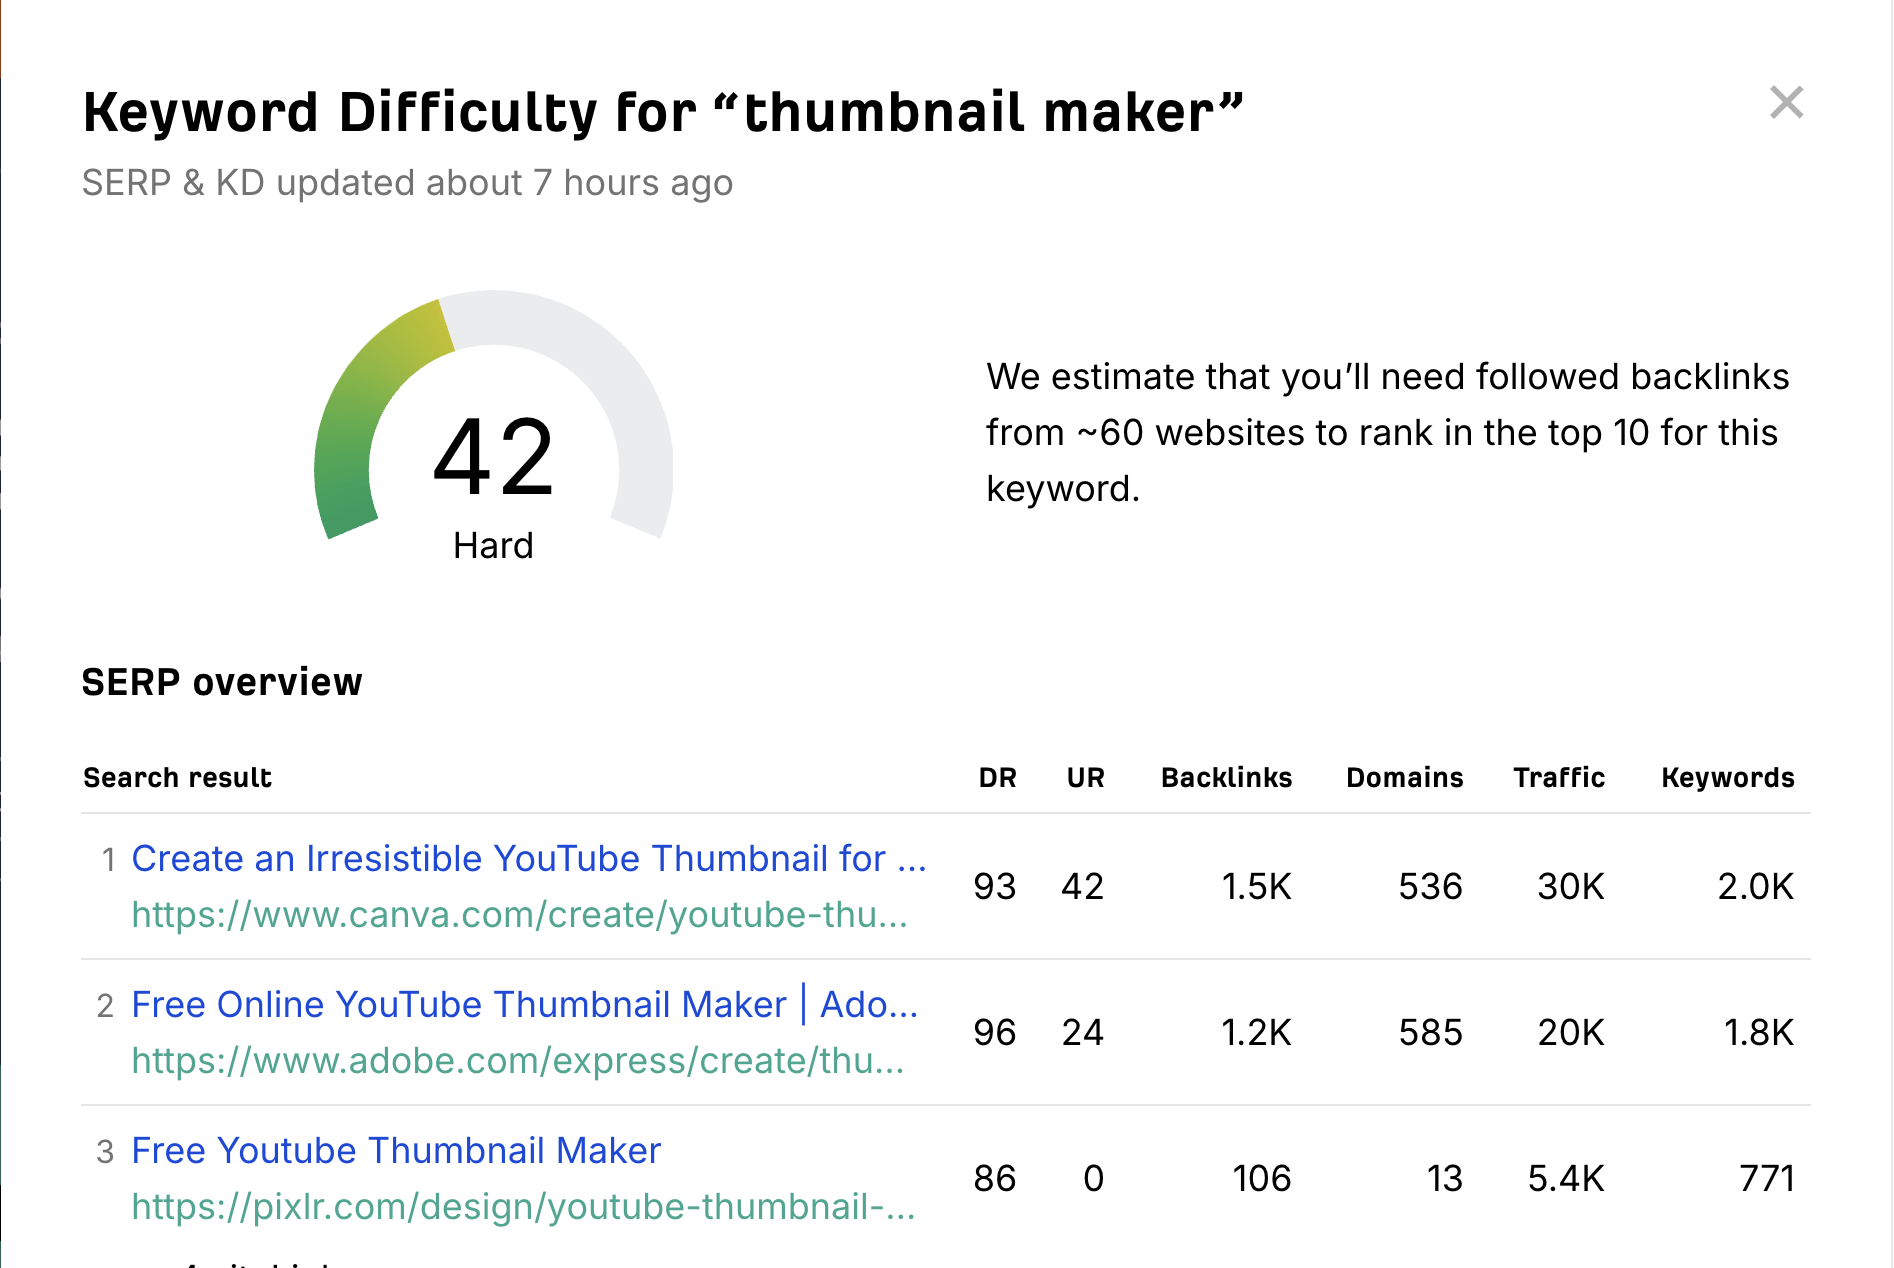 Keyword Difficulty for “thumbnail maker”
SERP & KD updated about 7 hours ago
42
Hard
We estimate that you’ll need followed backlinks
from ~60 websites to rank in the top 10 for this
keyword.
SERP overview
Search result DR UR Backlinks Domains Traffic Keywords
1 Create an Irresistible YouTube Thumbnail for ...
https://www.canva.com/create/youtube-thu...
93 42 1.5K 536 30K 2.0K
2 Free Online YouTube Thumbnail Maker | Ado...
https://www.adobe.com/express/create/thu...
96 24 1.2K 585 20K 1.8K
3 Free Youtube Thumbnail Maker
https://pixlr.com/design/youtube-thumbnail-...
86 0 106 13 5.4K 771